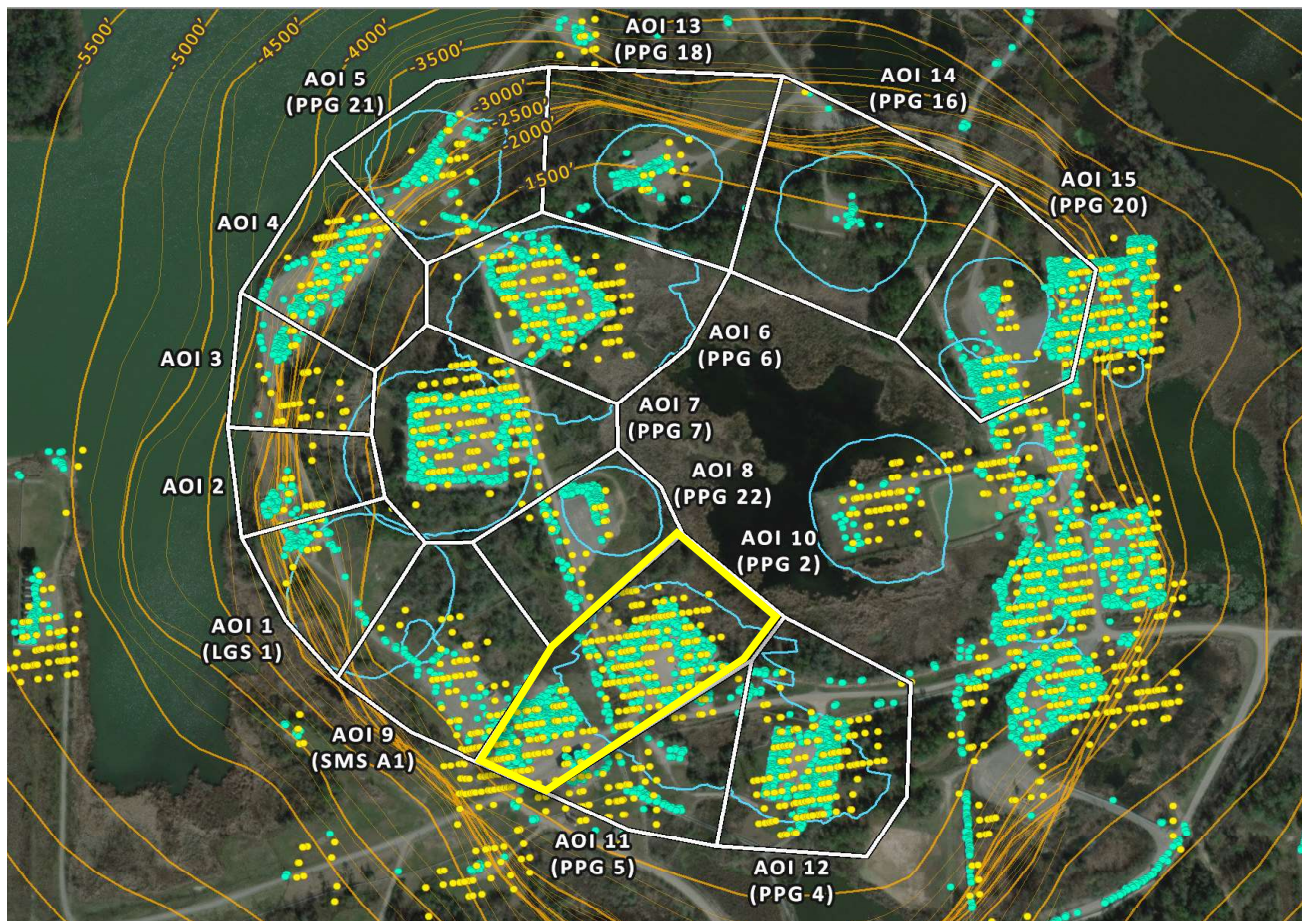 -5500'
-5000'
-4500'
-4000'
-3500'
-3000'
-2500'
-2000'
-1500'
AOI 13
(PPG 18)
AOI 14
(PPG 16)
AOI 5
(PPG 21)
AOI 15
(PPG 20)
AOI 4
AOI 6
(PPG 6)
AOI 3
AOI 7
(PPG 7)
AOI 8
(PPG 22)
AOI 2
AOI 10
(PPG 2)
AOI 1
(LGS 1)
AOI 9
(SMS A1)
AOI 11
(PPG 5)
AOI 12
(PPG 4)